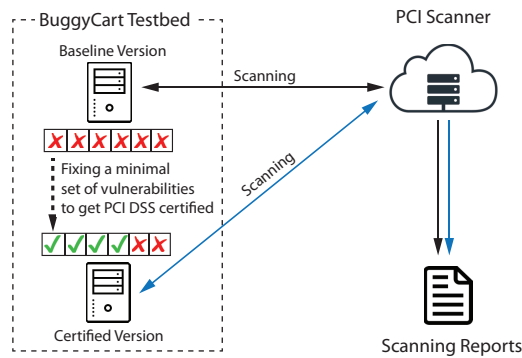 BuggyCart Testbed
Baseline Version
Fixing a minimal
set of vulnerabilities
to get PCI DSS certified
Certified Version
Scanning
Scanning
PCI Scanner
Scanning Reports